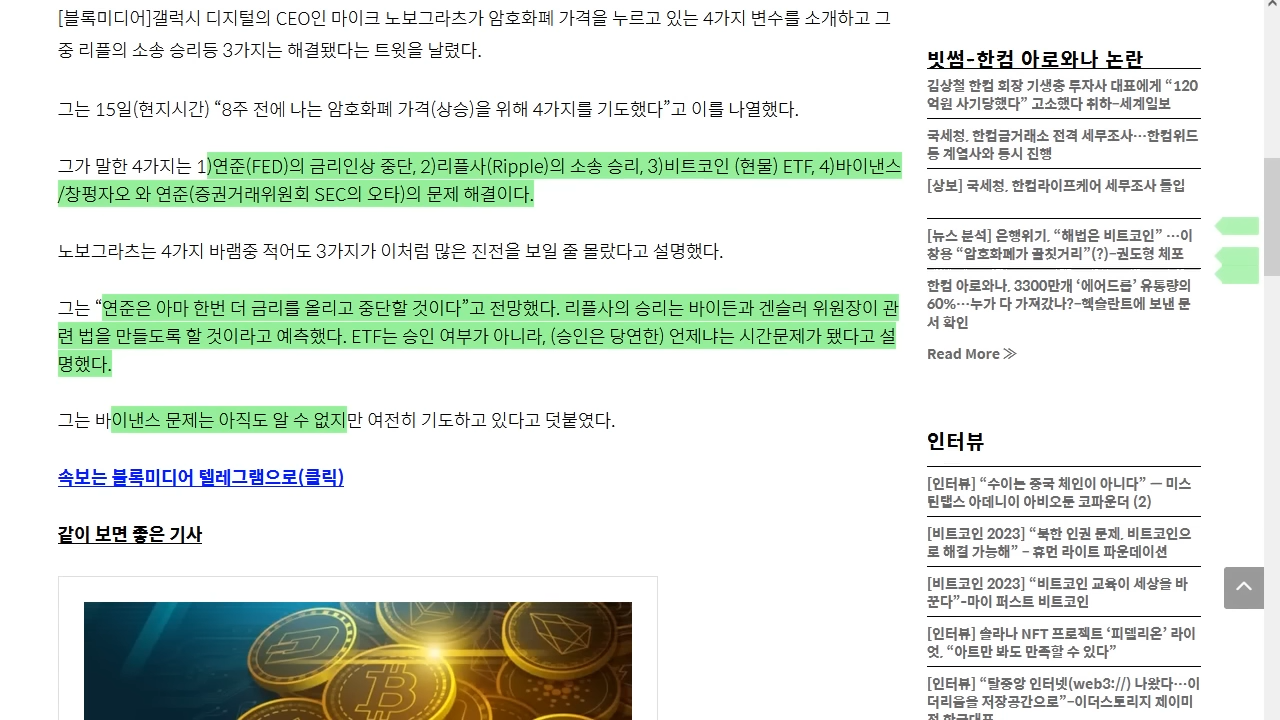 [블록미디어]갤럭시 디지털의 CEO인 마이크 노보그라츠가 암호화폐 가격을 누르고 있는 4가지 변수를 소개하고 그
중 리플의 소송 승리등 3가지는 해결됐다는 트윗을 날렸다.
그는 15일(현지시간) “8주 전에 나는 암호화폐 가격(상승)을 위해 4가지를 기도했다”고 이를 나열했다.
그가 말한 4가지는 1)연준(FED)의 금리인상 중단, 2)리플사(Ripple)의 소송 승리, 3)비트코인 (현물) ETF, 4)바이낸스
/창펑자오 와 연준(증권거래위원회 SEC의 오타)의 문제 해결이다.
노보그라츠는 4가지 바램중 적어도 3가지가 이처럼 많은 진전을 보일 줄 몰랐다고 설명했다.
그는 “연준은 아마 한번 더 금리를 올리고 중단할 것이다”고 전망했다. 리플사의 승리는 바이든과 겐슬러 위원장이 관
련 법을 만들도록 할 것이라고 예측했다. ETF는 승인 여부가 아니라, (승인은 당연한) 언제냐는 시간문제가 됐다고 설
명했다.
그는 바이낸스 문제는 아직도 알 수 없지만 여전히 기도하고 있다고 덧붙였다.
속보는 블록미디어 텔레그램으로(클릭)
같이 보면 좋은 기사
빗썸-한컴 아로와나 논란
김상철 한컴 회장 기생충 투자사 대표에게 “120
억원 사기당했다” 고소했다 취하-세계일보
국세청, 한컴금거래소 전격 세무조사…한컴위드
등 계열사와 동시 진행
[상보] 국세청, 한컴라이프케어 세무조사 돌입
[뉴스 분석] 은행위기, “해법은 비트코인” …이
창용 “암호화폐가 골칫거리”(?)-권도형 체포
한컴 아로와나, 3300만개 ‘에어드롭’ 유통량의
60%…누가 다 가져갔나?-헥슬란트에 보낸 문
서 확인
Read More ≫
인터뷰
[인터뷰] “수이는 중국 체인이 아니다” — 미스
틴랩스 아데니이 아비오둔 코파운더 (2)
[비트코인 2023] “북한 인권 문제, 비트코인으
로 해결 가능해” – 휴먼 라이트 파운데이션
[비트코인 2023] “비트코인 교육이 세상을 바
꾼다”-마이 퍼스트 비트코인
[인터뷰] 솔라나 NFT 프로젝트 ‘피델리온’ 라이
엇, “아트만 봐도 만족할 수 있다”
[인터뷰] “탈중앙 인터넷(web3://) 나왔다…이
더리움을 저장공간으로”-이더스토리지 제이미